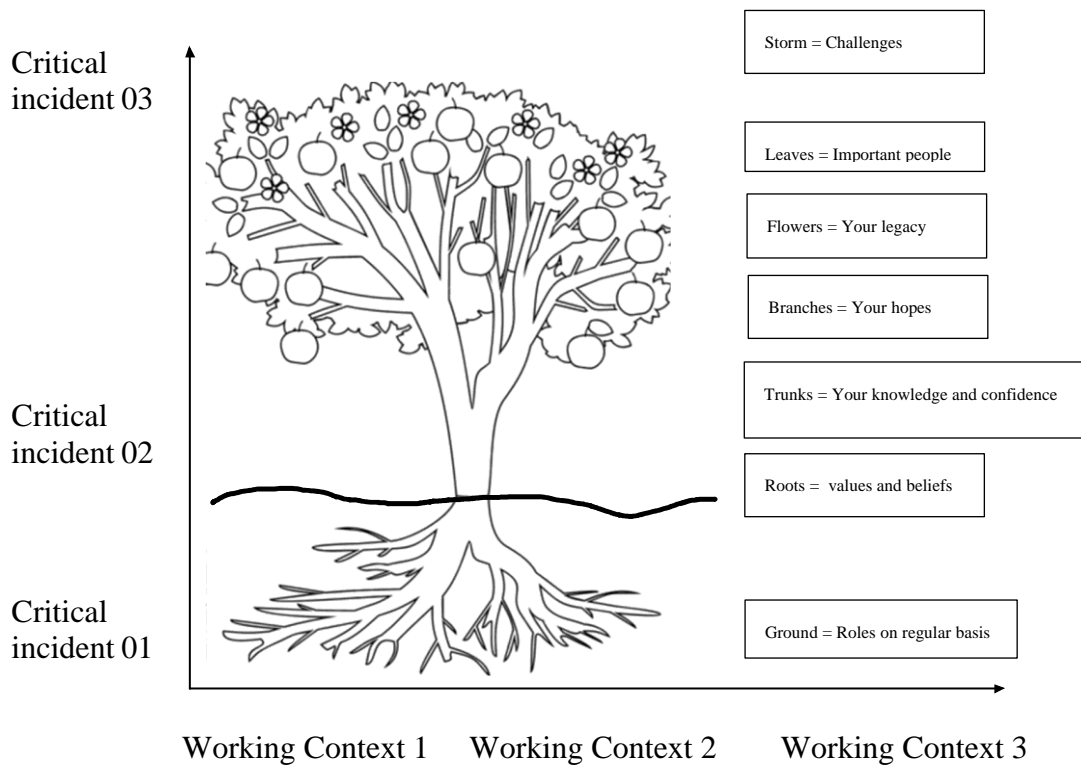 Critical
incident 03
Storm = Challenges
Leaves = Important people
Flowers = Your legacy
Branches = Your hopes
Trunks = Your knowledge and confidence
Critical
incident 02
Roots =  values and beliefs
Critical
incident 01
Ground = Roles on regular basis
Working Context 1
Working Context 2
Working Context 3